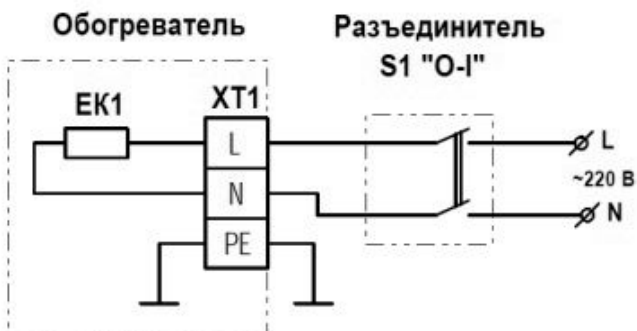 Обогреватель
Разъединитель
S1 "O-I"
EK1
XT1
L
N
PE
L
~220 В
N